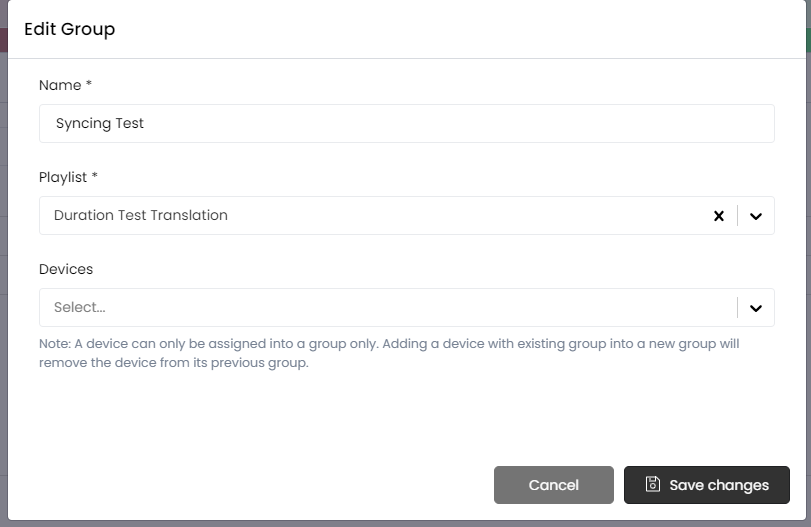 Edit Group
Name *
Syncing Test
Playlist *
Duration Test Translation
Devices
Select...
Note: A device can only be assigned into a group only. Adding a device with existing group into a new group will
remove the device from its previous group.
Cancel
Save changes